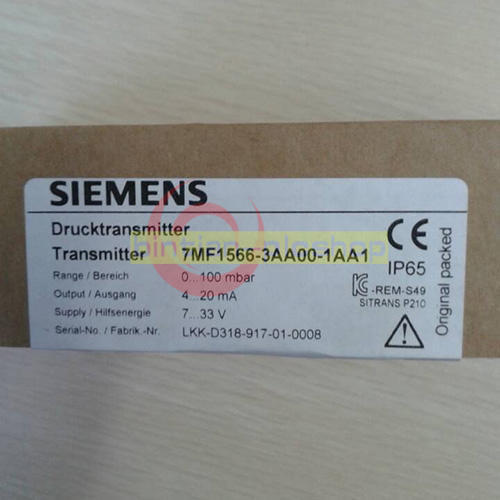 SIEMENS
Drucktransmitter
Transmitter 7MF1566-3AA00-1AA1
Range / Bereich 0...100 mbar
Output / Ausgang 4...20 mA
Supply / Hilfsenergie 7...33 V
Serial-No. / Fabrik.-Nr. LKK-D318-917-01-0008
CE
IP65
-REM-S49
SITRANS P210
Original packed